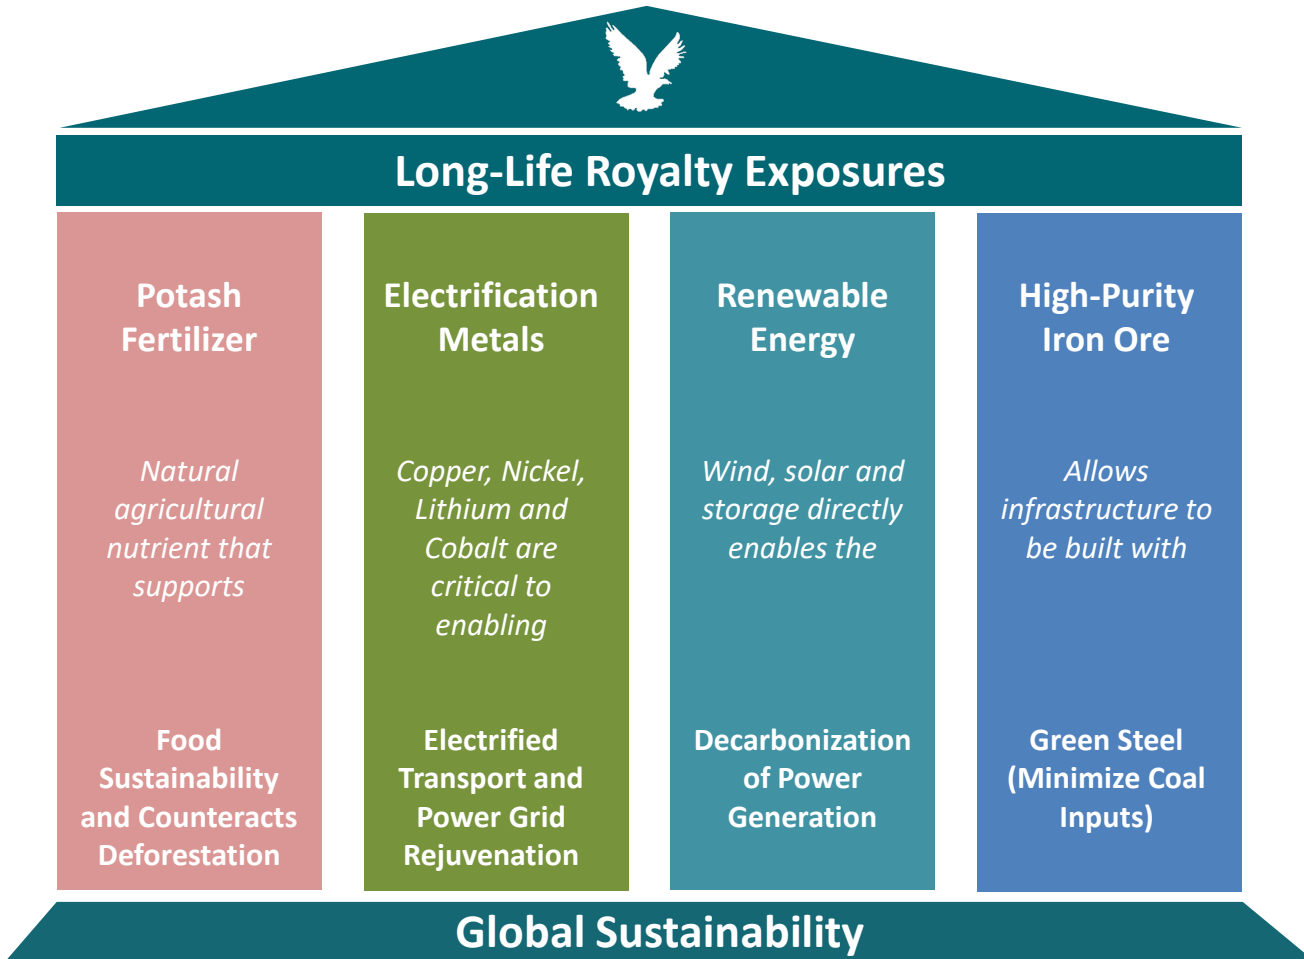 Long-Life Royalty Exposures
Potash
Fertilizer
Natural
agricultural
nutrient that
supports
Food
Sustainability
and Counteracts
Deforestation
Electrification
Metals
Copper, Nickel,
Lithium and
Cobalt are
critical to
enabling
Electrified
Transport and
Power Grid
Rejuvenation
Renewable
Energy
Wind, solar and
storage directly
enables the
Decarbonization
of Power
Generation
High-Purity
Iron Ore
Allows
infrastructure to
be built with
Green Steel
(Minimize Coal
Inputs)
Global Sustainability